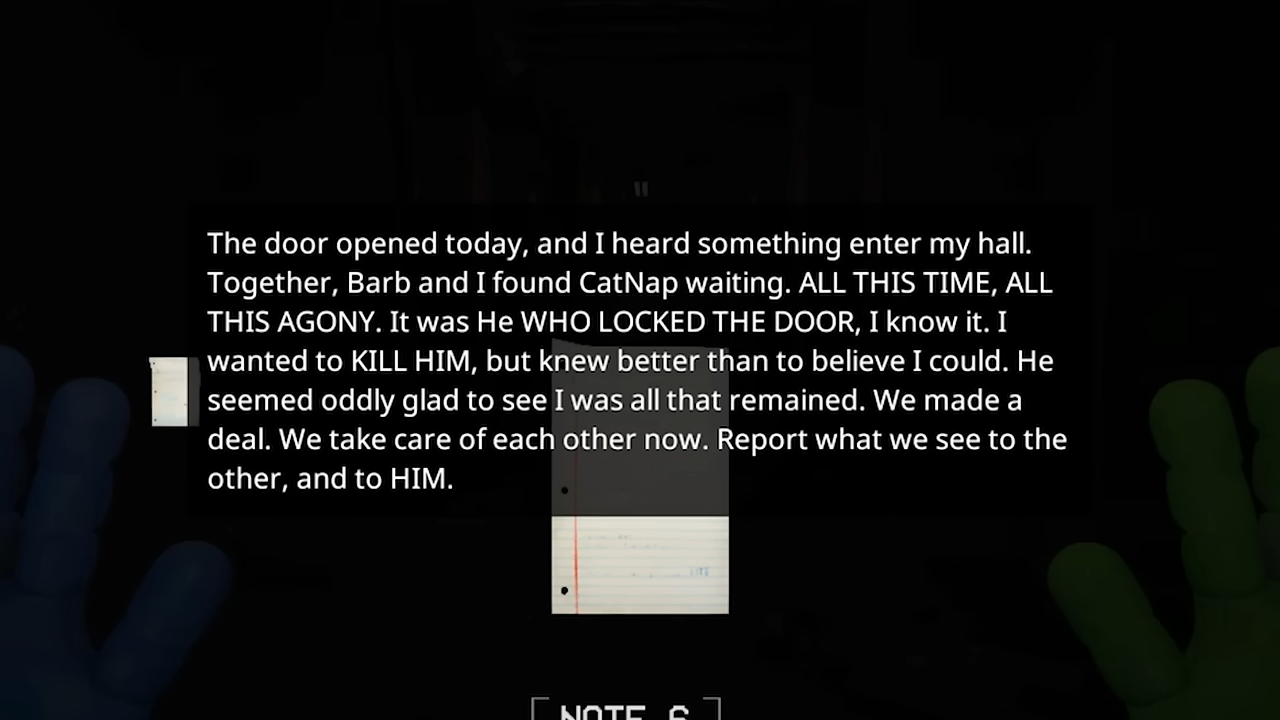 The door opened today, and I heard something enter my hall.
Together, Barb and I found CatNap waiting. ALL THIS TIME, ALL
THIS AGONY. It was He WHO LOCKED THE DOOR, I know it. I
wanted to KILL HIM, but knew better than to believe I could. He
seemed oddly glad to see I was all that remained. We made a
deal. We take care of each other now. Report what we see to the
other, and to HIM.
NOTE 6